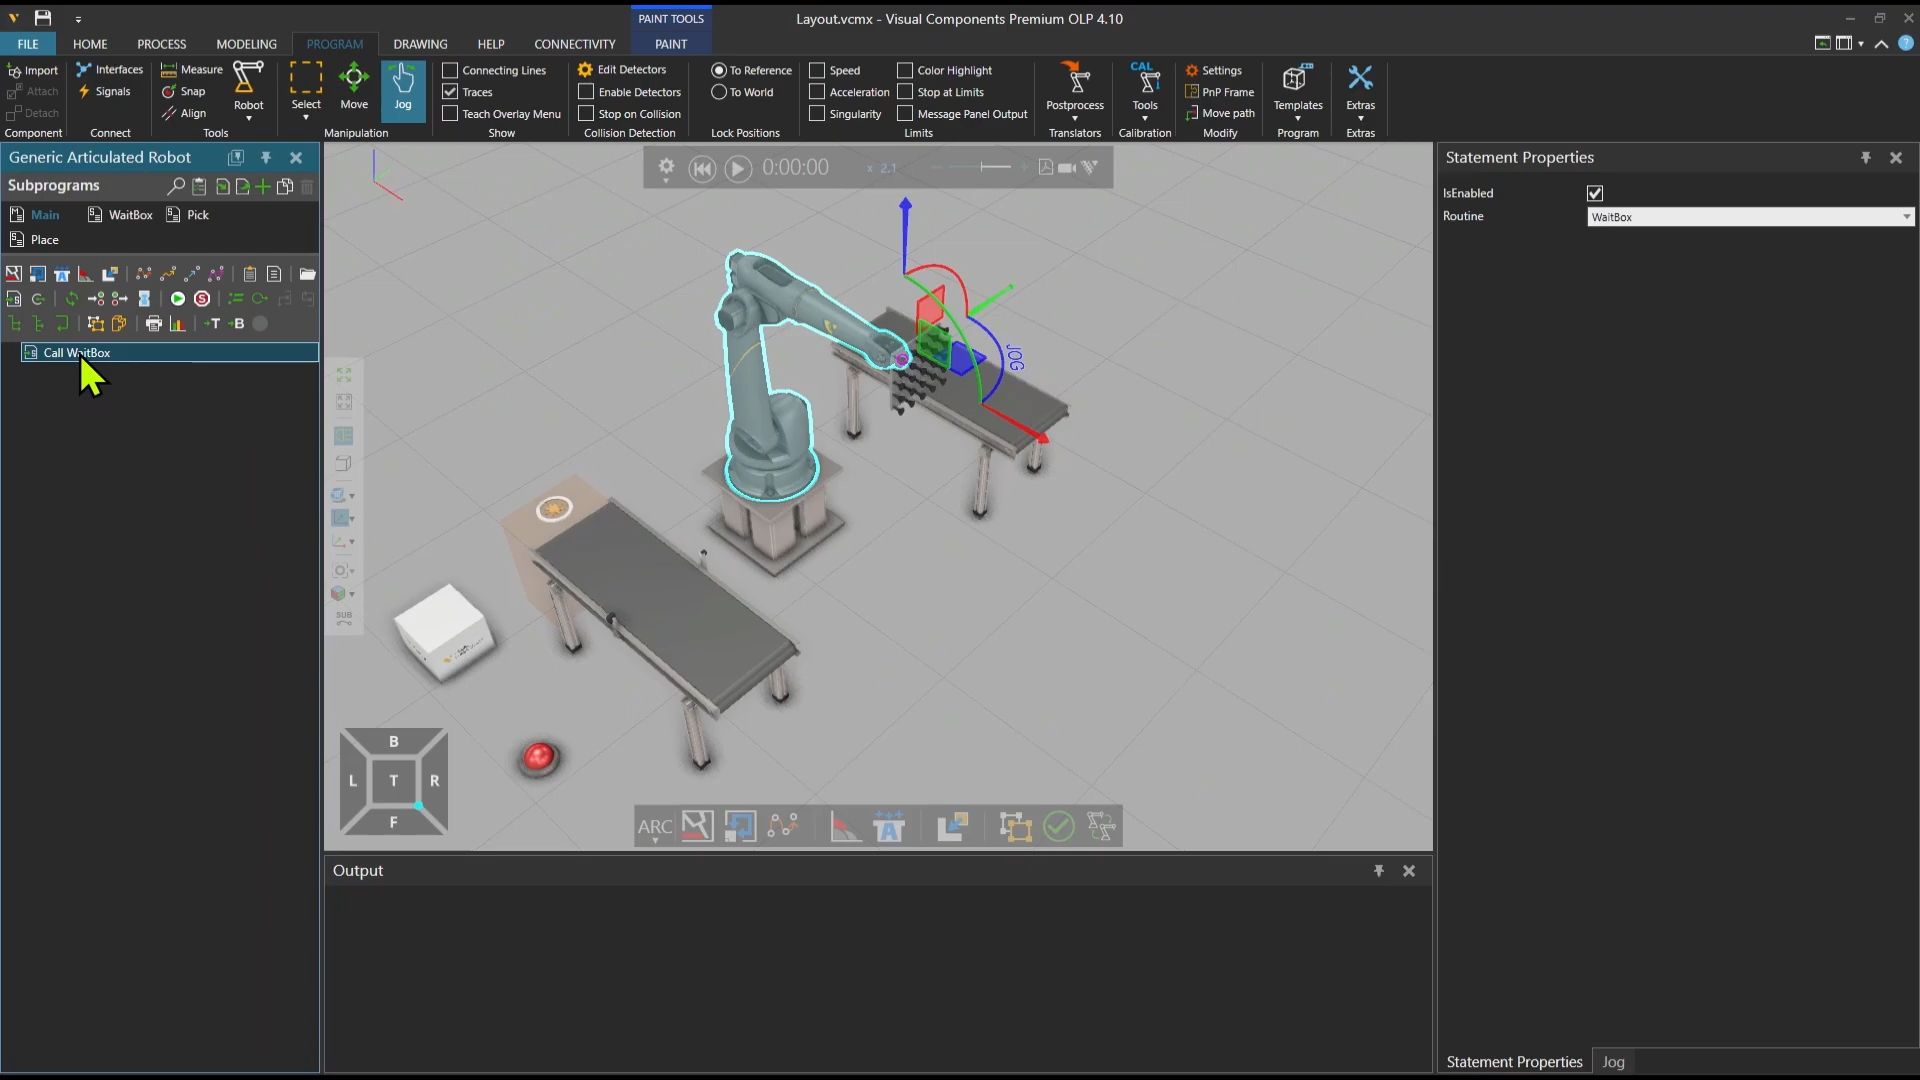 PAINT TOOLS
Layout.vcmx - Visual Components Premium OLP 4.10
FILE HOME PROCESS MODELING PROGRAM DRAWING HELP CONNECTIVITY PAINT
Import Interfaces Measure Connecting Lines Edit Detectors To Reference Speed Color Highlight CAL Settings
Attach Signals Snap Traces Enable Detectors To World Acceleration Stop at Limits PnP Frame
Detach Align Robot Select Move Jog Teach Overlay Menu Stop on Collision Singularity Message Panel Output Postprocess Tools Move path Templates Extras
Component Connect Tools Manipulation Show Collision Detection Lock Positions Limits Translators Calibration Modify Program Extras
Generic Articulated Robot
Subprograms
Main WaitBox Pick
Place
T B
Call WaitBox
0:00:00 x 2.1
JOG
SUB
B
L T R
F
ARC
Output
Statement Properties
IsEnabled
Routine WaitBox
Statement Properties Jog